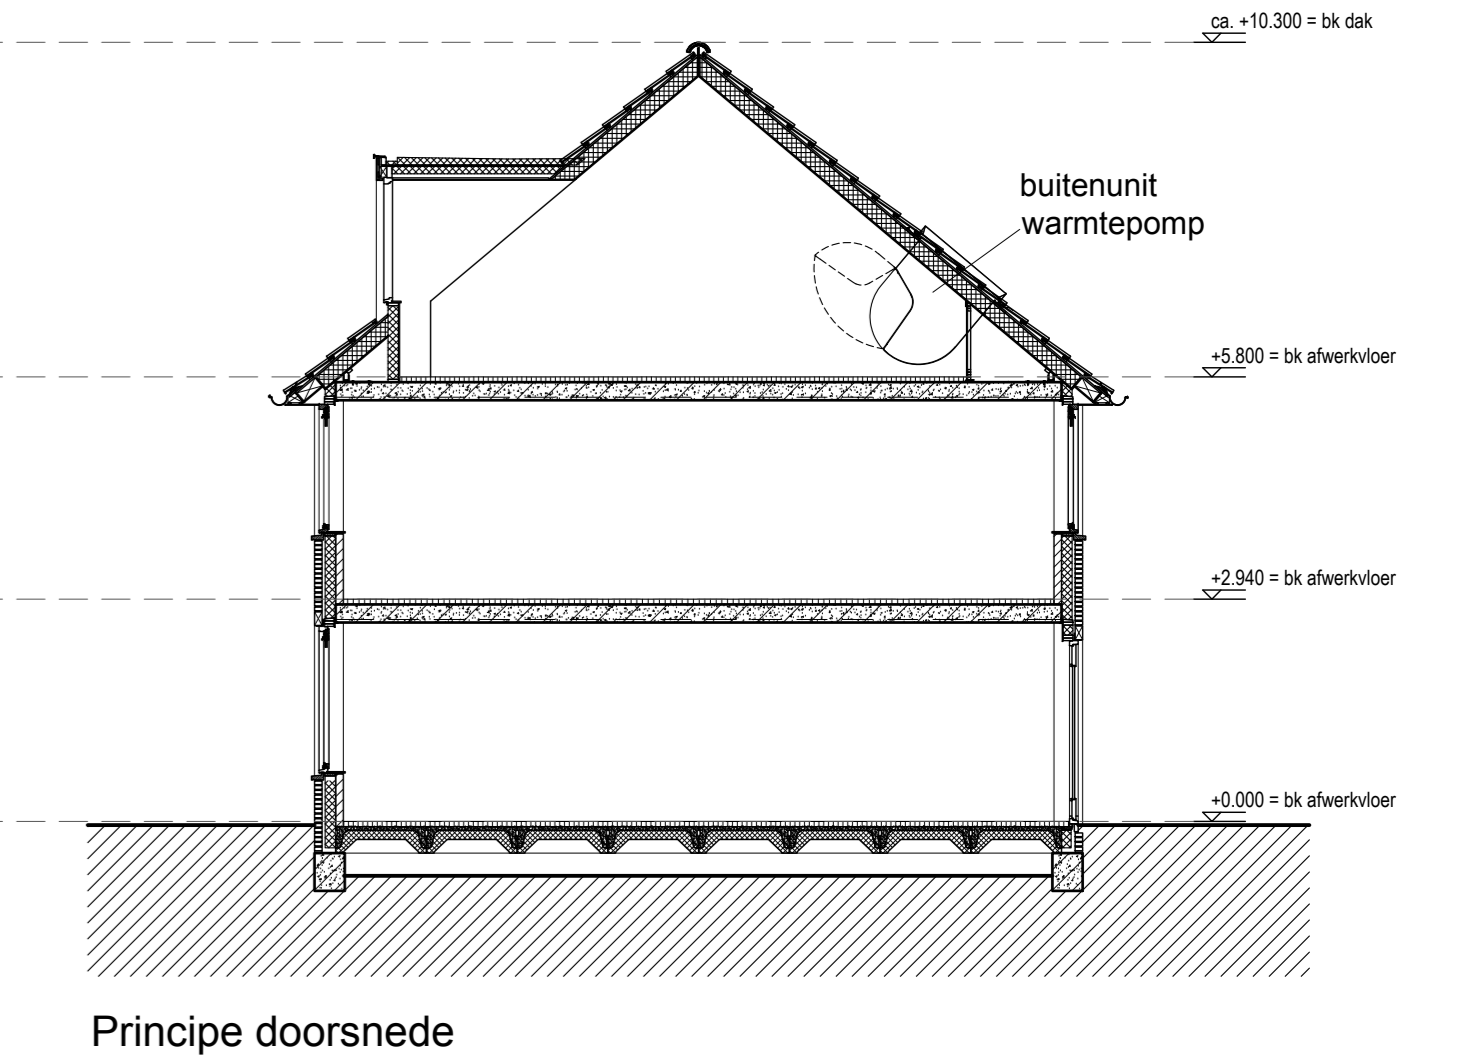 ca. +10.300 = bk dak
buitenunit
warmtepomp
+5.800 = bk afwerkvloer
+2.940 = bk afwerkvloer
+0.000 = bk afwerkvloer
Principe doorsnede